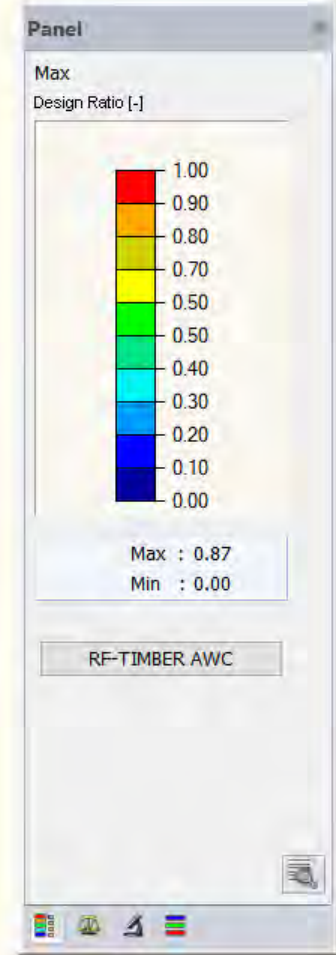 Panel
Max
Design Ratio [-]
1.00
0.90
0.80
0.70
0.50
0.50
0.40
0.30
0.20
0.10
0.00
Max : 0.87
Min : 0.00
RF-TIMBER AWC